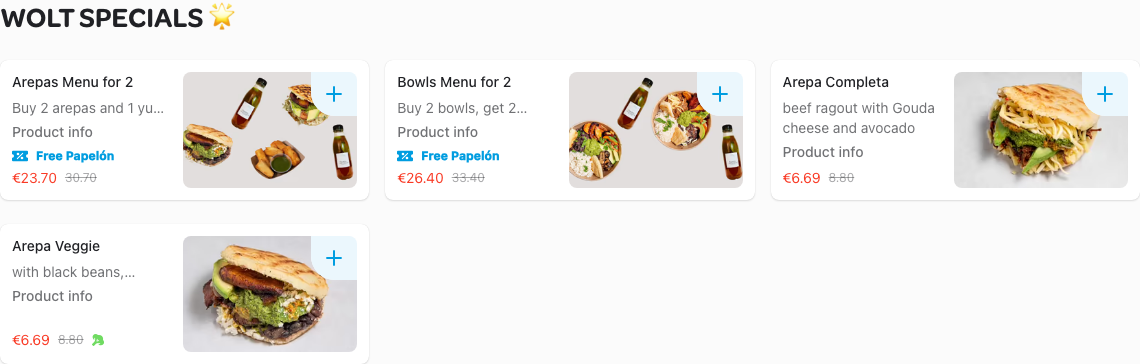 WOLT SPECIALS 🌟
Arepas Menu for 2
Buy 2 arepas and 1 yu...
Product info
Free Papelón
€23.70 30.70
Bowls Menu for 2
Buy 2 bowls, get 2...
Product info
Free Papelón
€26.40 33.40
Arepa Completa
beef ragout with Gouda
cheese and avocado
Product info
€6.69 8.80
Arepa Veggie
with black beans,...
Product info
€6.69 8.80